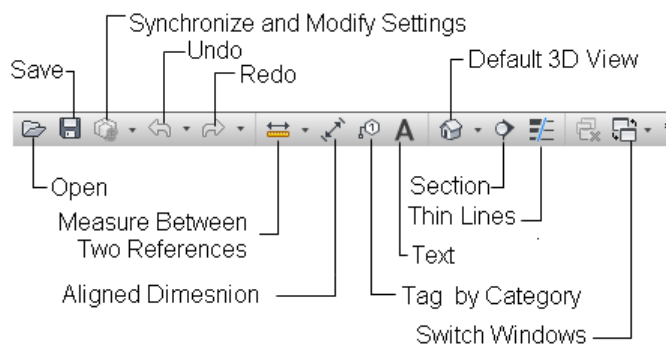 Synchronize and Modify Settings
Undo
Save
Redo
Default 3D View
1
A
Open
Section
Measure Between
Two References
Thin Lines
Text
Aligned Dimesnion
Tag by Category
Switch Windows